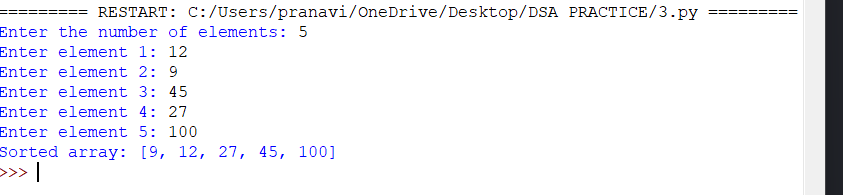 ========= RESTART: C:/Users/pranavi/OneDrive/Desktop/DSA PRACTICE/3.py =========
Enter the number of elements: 5
Enter element 1: 12
Enter element 2: 9
Enter element 3: 45
Enter element 4: 27
Enter element 5: 100
Sorted array: [9, 12, 27, 45, 100]
>>>